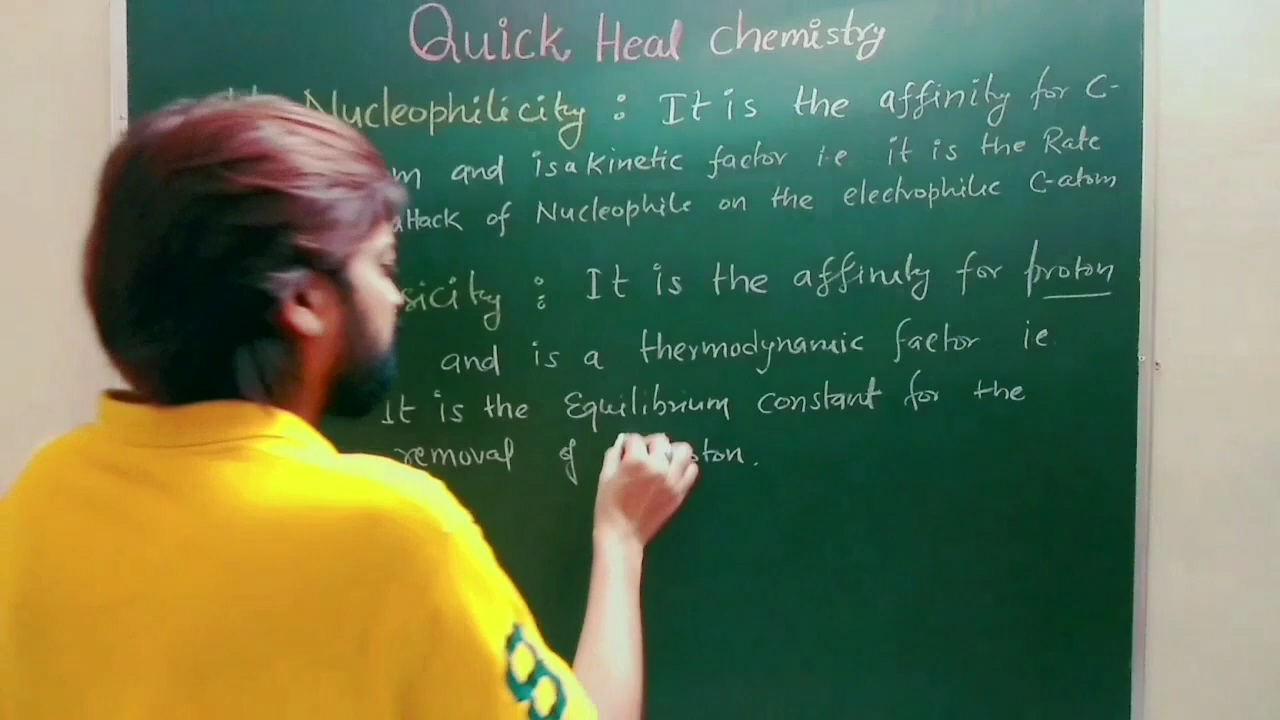 Quick Heal Chemistry
Nucleophilicity : It is the affinity for C-
m and is a Kinetic factor i.e it is the Rate
attack of Nucleophile on the electrophilic C-atom
sicity : It is the affinity for proton
and is a thermodynamic factor ie
It is the Equilibrium constant for the
removal of oton.